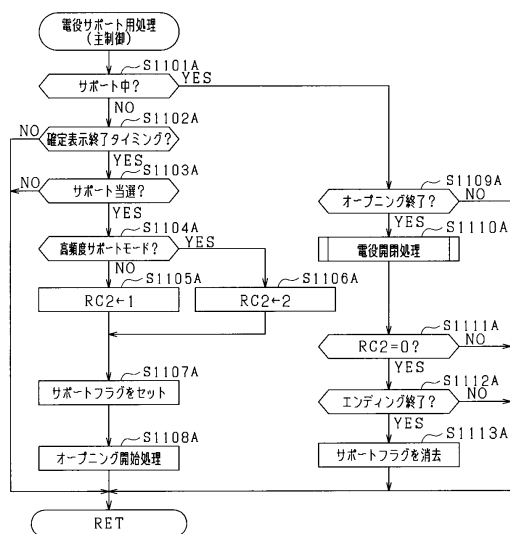 電役サポート用処理
(主制御)
S1101A
サポート中?
YES
NO
S1102A
NO
確定表示終了タイミング?
YES
S1103A
NO
サポート当選?
YES
S1104A
高頻度サポートモード?
YES
NO
S1105A
RC2←1
S1106A
RC2←2
S1107A
サポートフラグをセット
S1108A
オープニング開始処理
RET
S1109A
オープニング終了?
NO
YES
S1110A
電役開閉処理
S1111A
RC2=0?
NO
YES
S1112A
エンディング終了?
NO
YES
S1113A
サポートフラグを消去